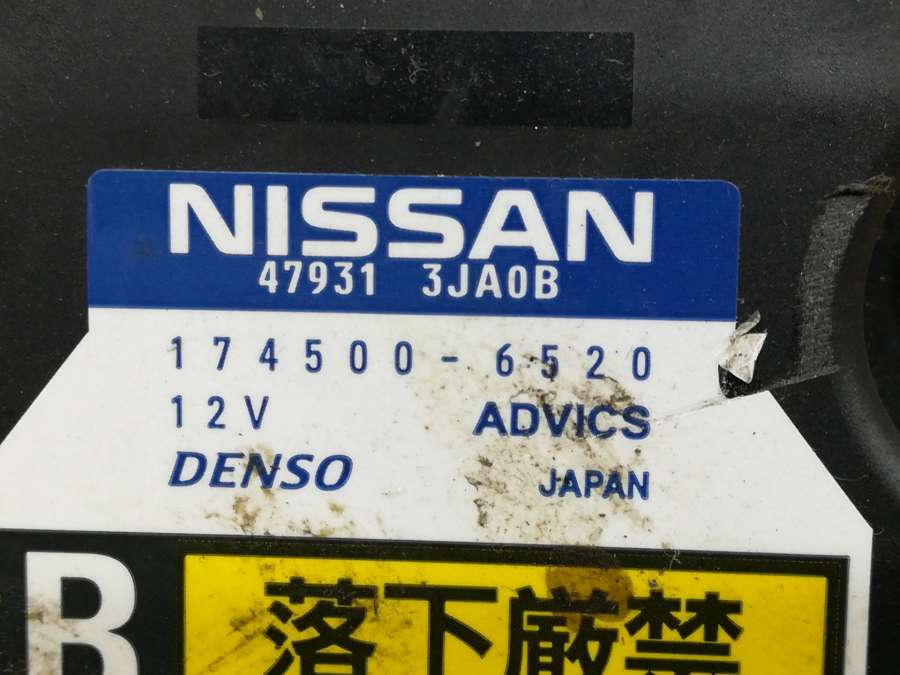 NISSAN
47931 3JA0B
174500-6520
12V ADVICS
DENSO JAPAN
B
落下厳禁